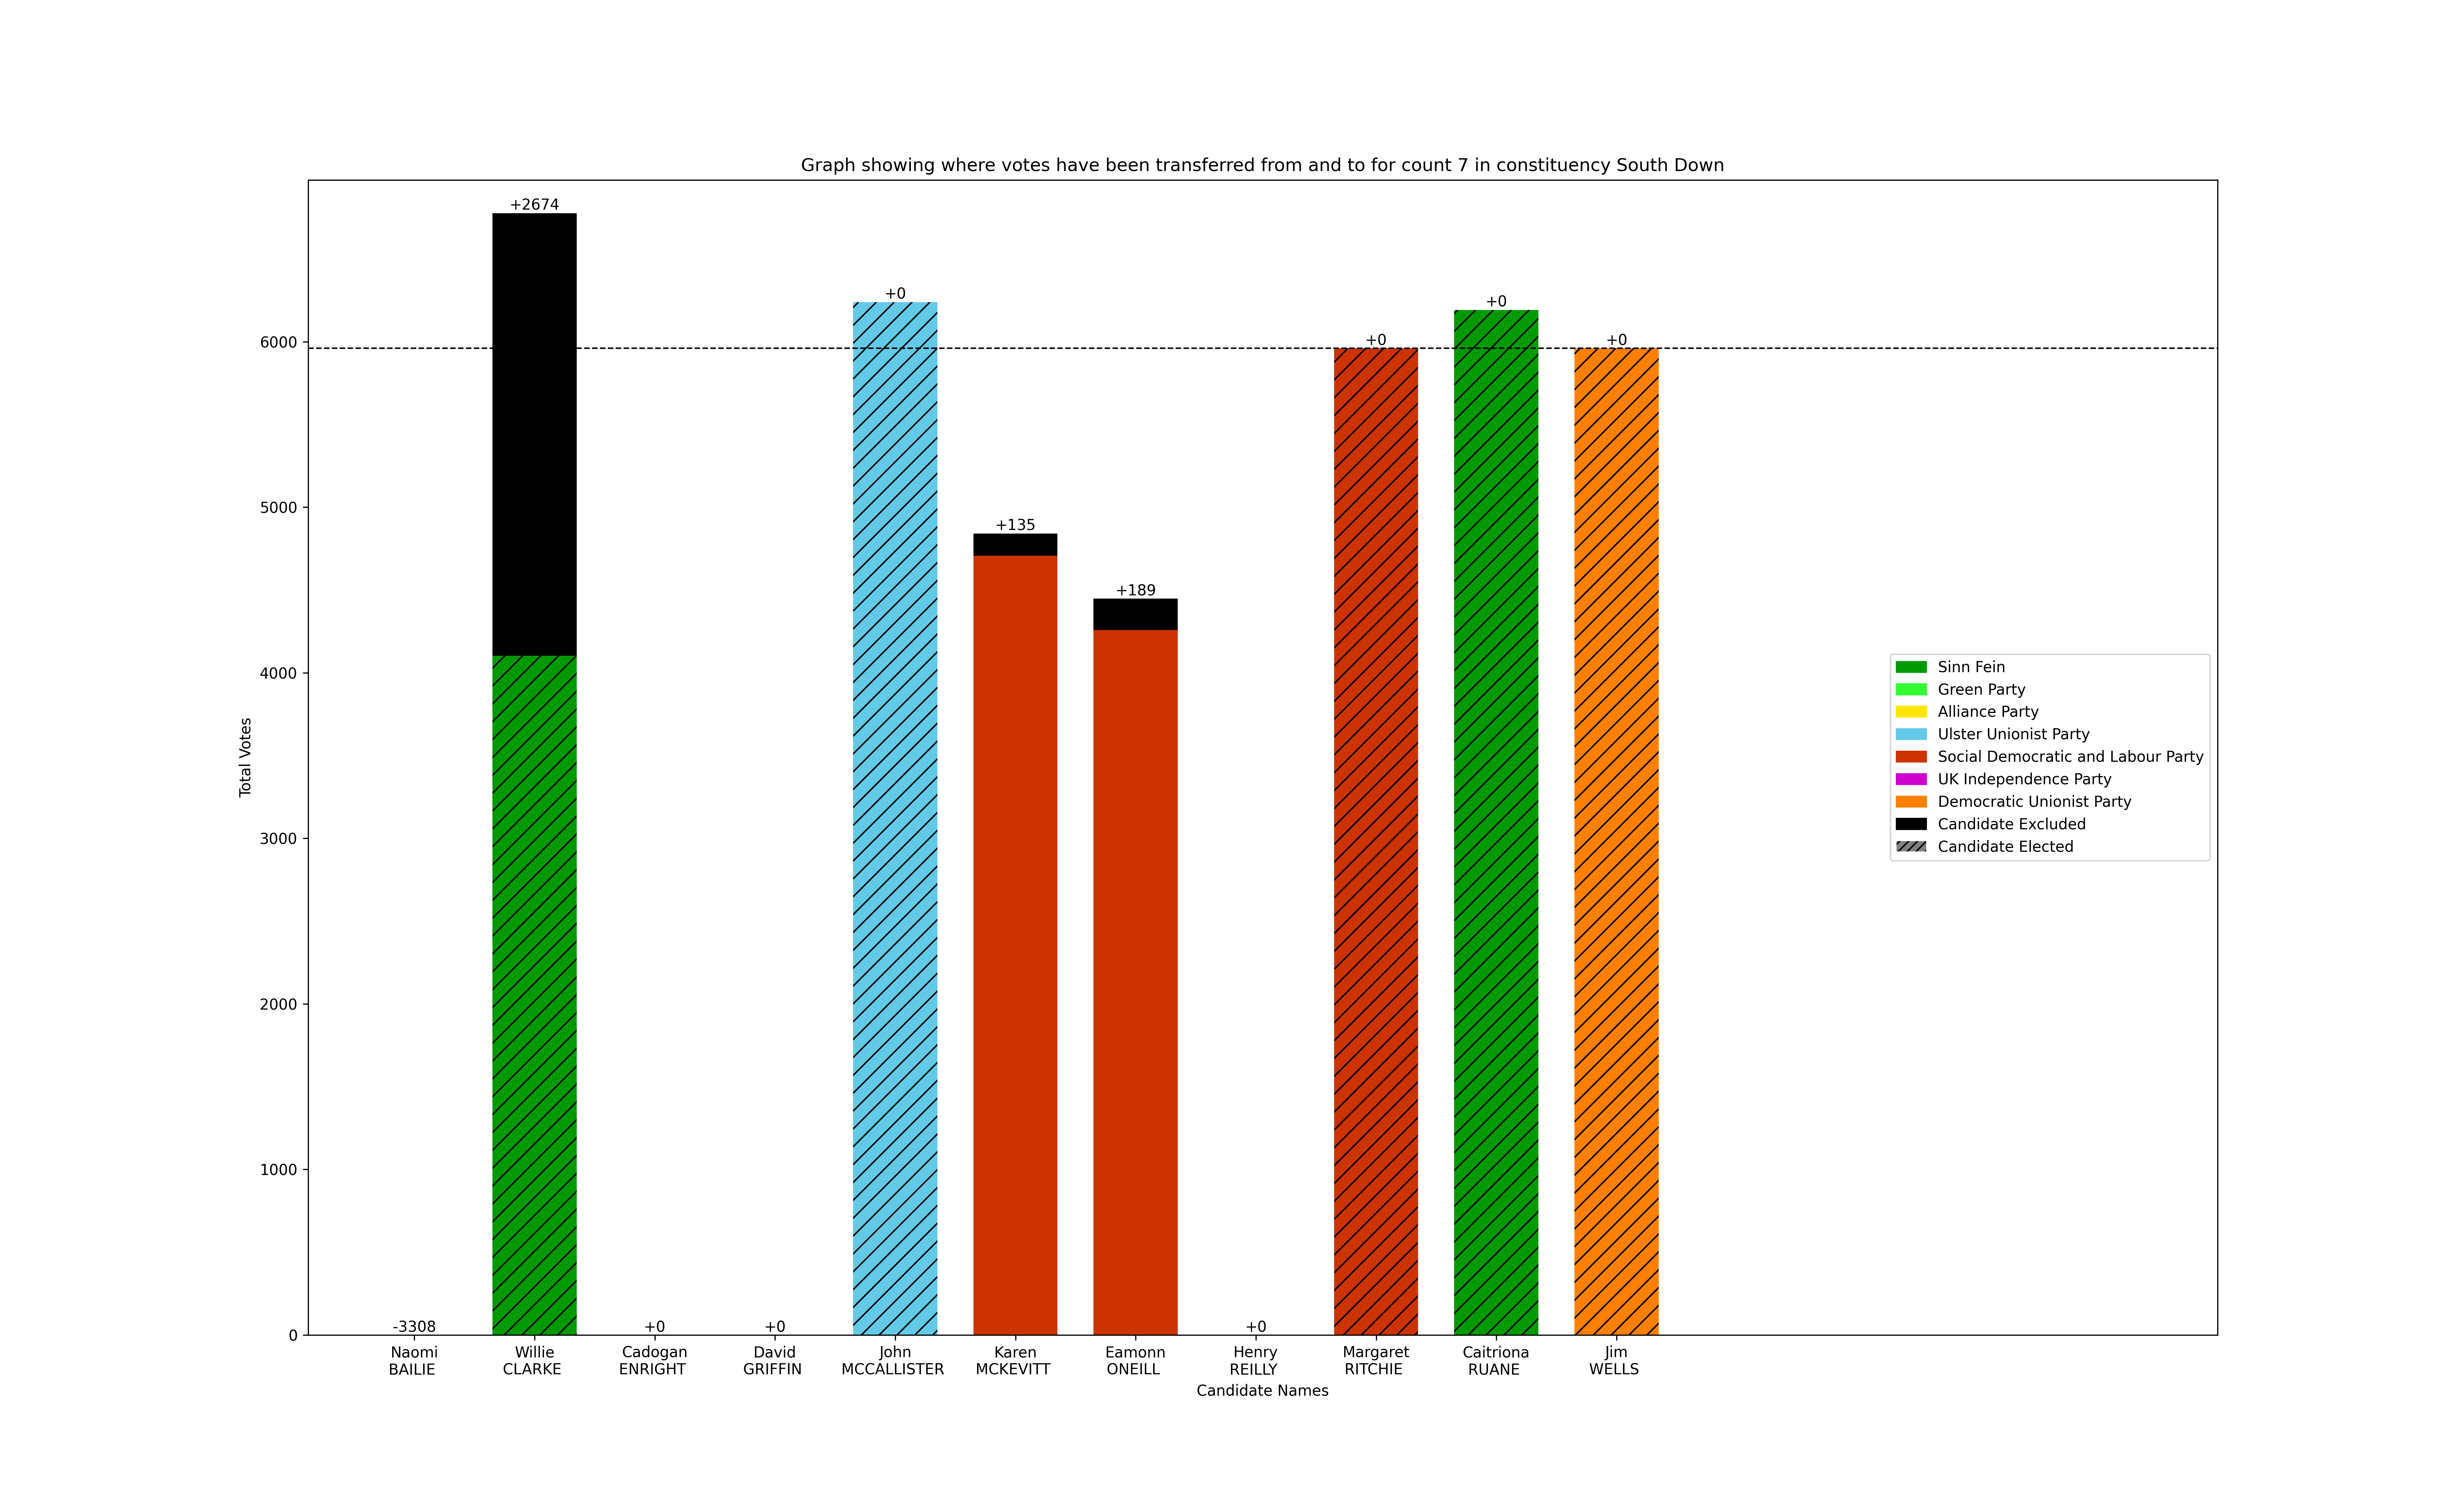 Graph showing where votes have been transferred from and to for count 7 in constituency South Down
+2674
+0
+0
+0
+0
+135
+189
-3308
+0
+0
+0
6000
5000
4000
3000
2000
1000
0
Total Votes
Sinn Fein
Green Party
Alliance Party
Ulster Unionist Party
Social Democratic and Labour Party
UK Independence Party
Democratic Unionist Party
Candidate Excluded
Candidate Elected
Naomi
BAILIE
Willie
CLARKE
Cadogan
ENRIGHT
David
GRIFFIN
John
MCCALLISTER
Karen
MCKEVITT
Eamonn
ONEILL
Henry
REILLY
Margaret
RITCHIE
Caitriona
RUANE
Jim
WELLS
Candidate Names